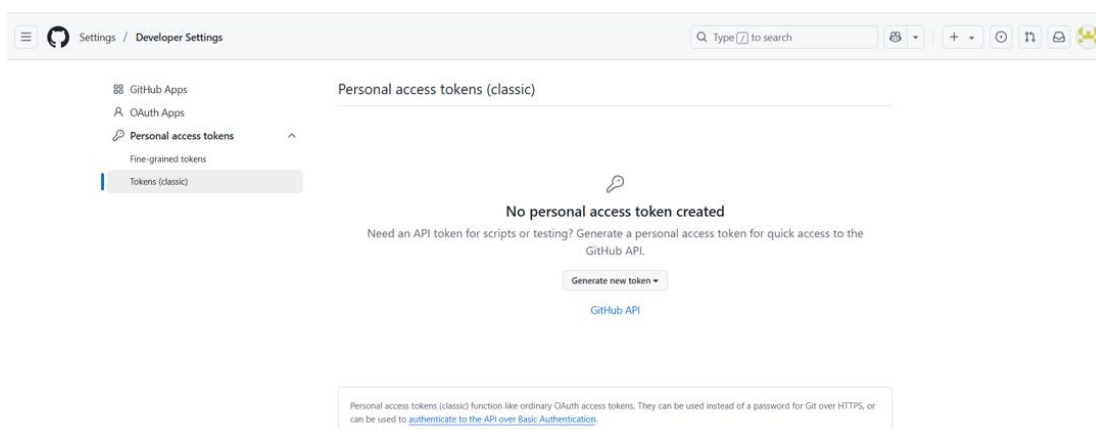 Settings / Developer Settings
Type / to search
GitHub Apps
OAuth Apps
Personal access tokens
Fine-grained tokens
Tokens (classic)
Personal access tokens (classic)
No personal access token created
Need an API token for scripts or testing? Generate a personal access token for quick access to the
GitHub API.
Generate new token
GitHub API
Personal access tokens (classic) function like ordinary OAuth access tokens. They can be used instead of a password for Git over HTTPS, or
can be used to authenticate to the API over Basic Authentication.